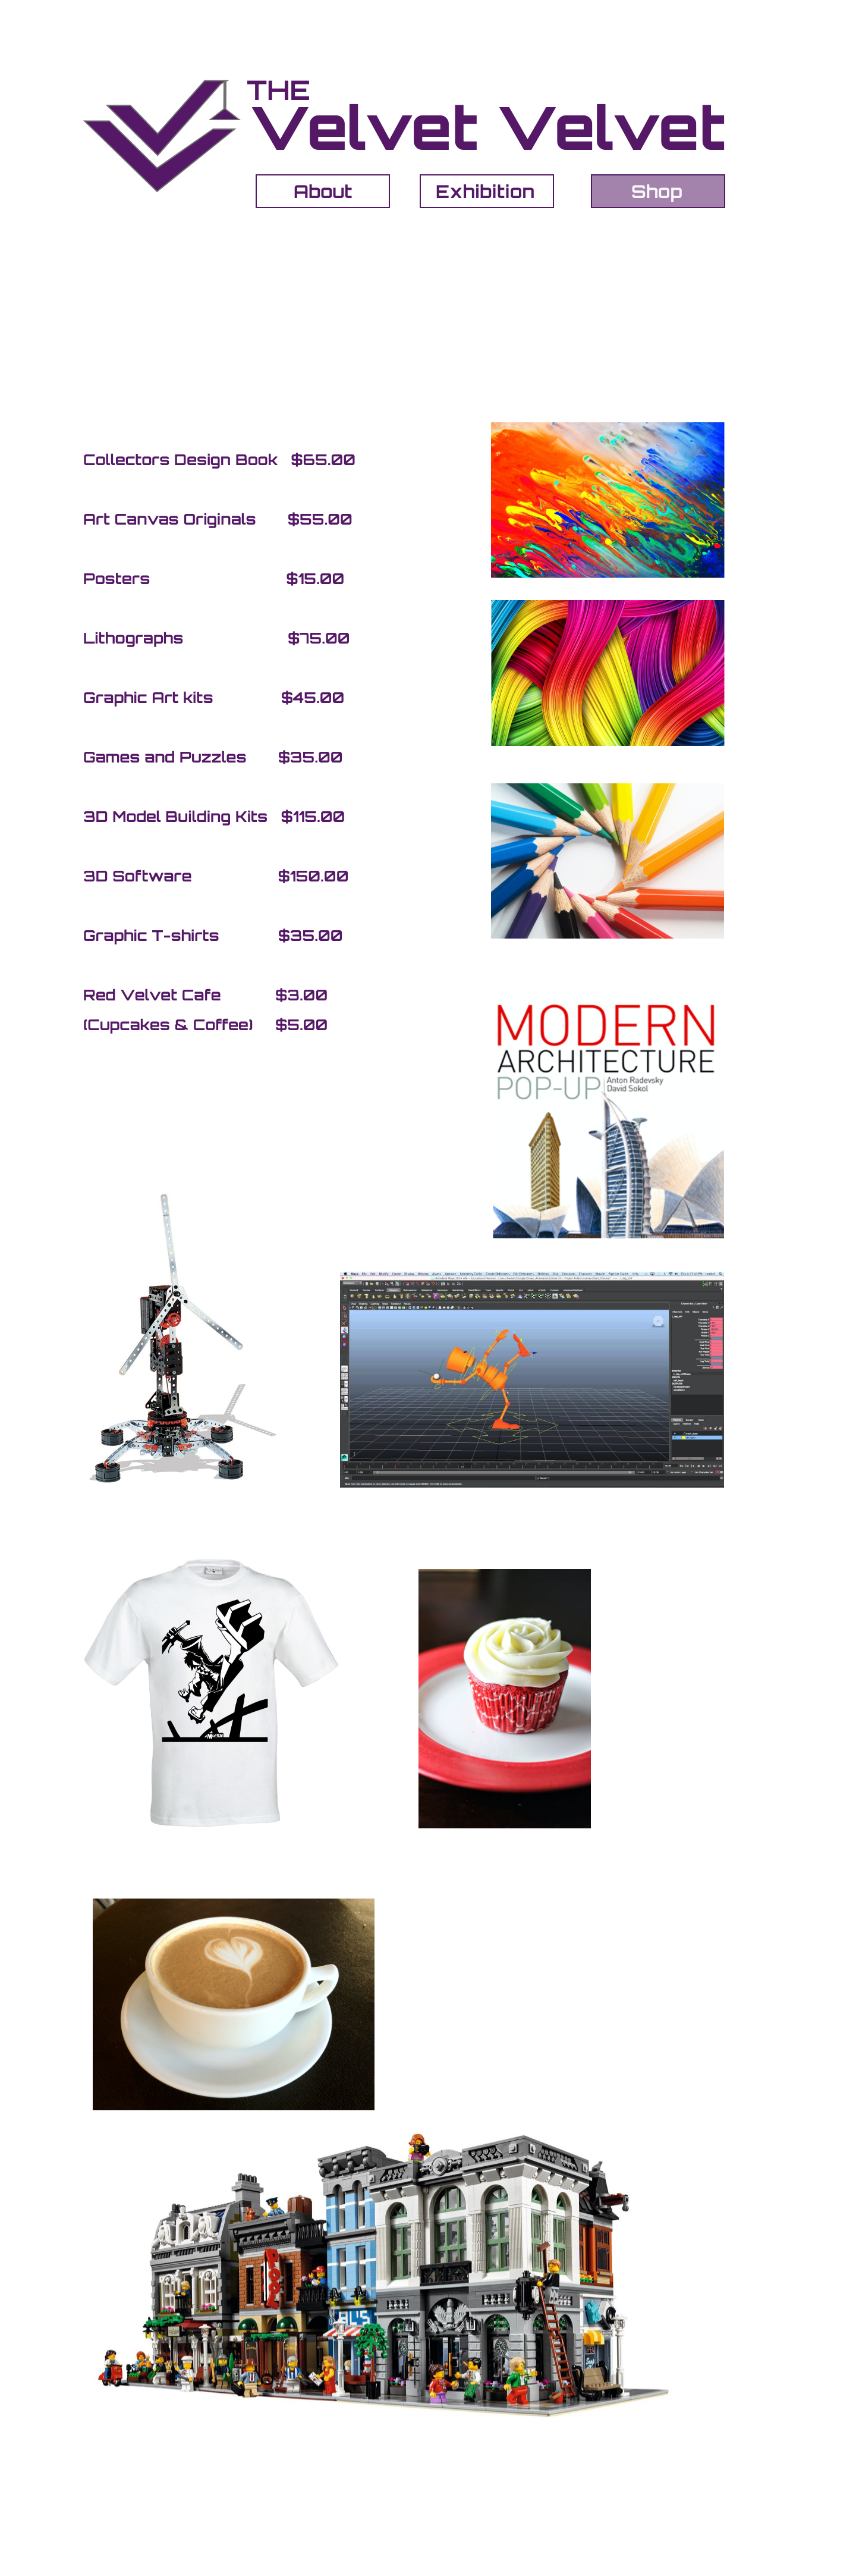 THE
Velvet Velvet
About Exhibition Shop
Collectors Design Book $65.00
Art Canvas Originals $55.00
Posters $15.00
Lithographs $75.00
Graphic Art kits $45.00
Games and Puzzles $35.00
3D Model Building Kits $115.00
3D Software $150.00
Graphic T-shirts $35.00
Red Velvet Cafe $3.00
(Cupcakes & Coffee) $5.00
MODERN
ARCHITECTURE
POP-UP
Anton Radevsky
David Sokol
POOL